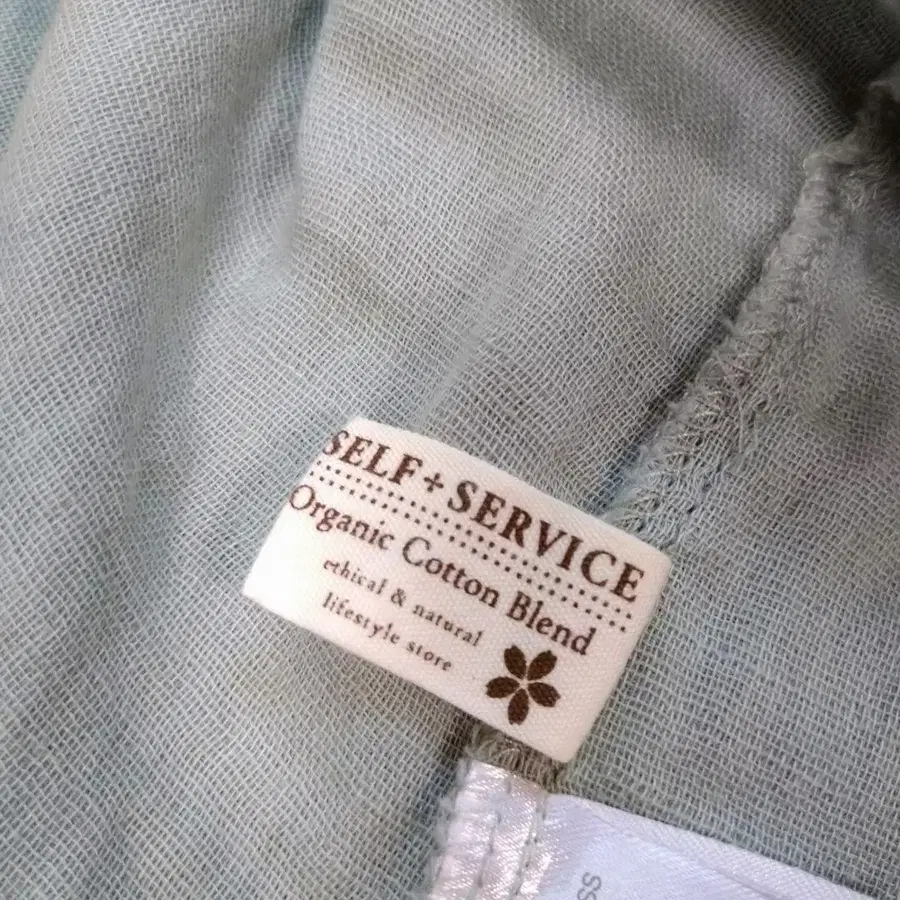 SELF+SERVICE
Organic Cotton Blend
ethical & natural
lifestyle store